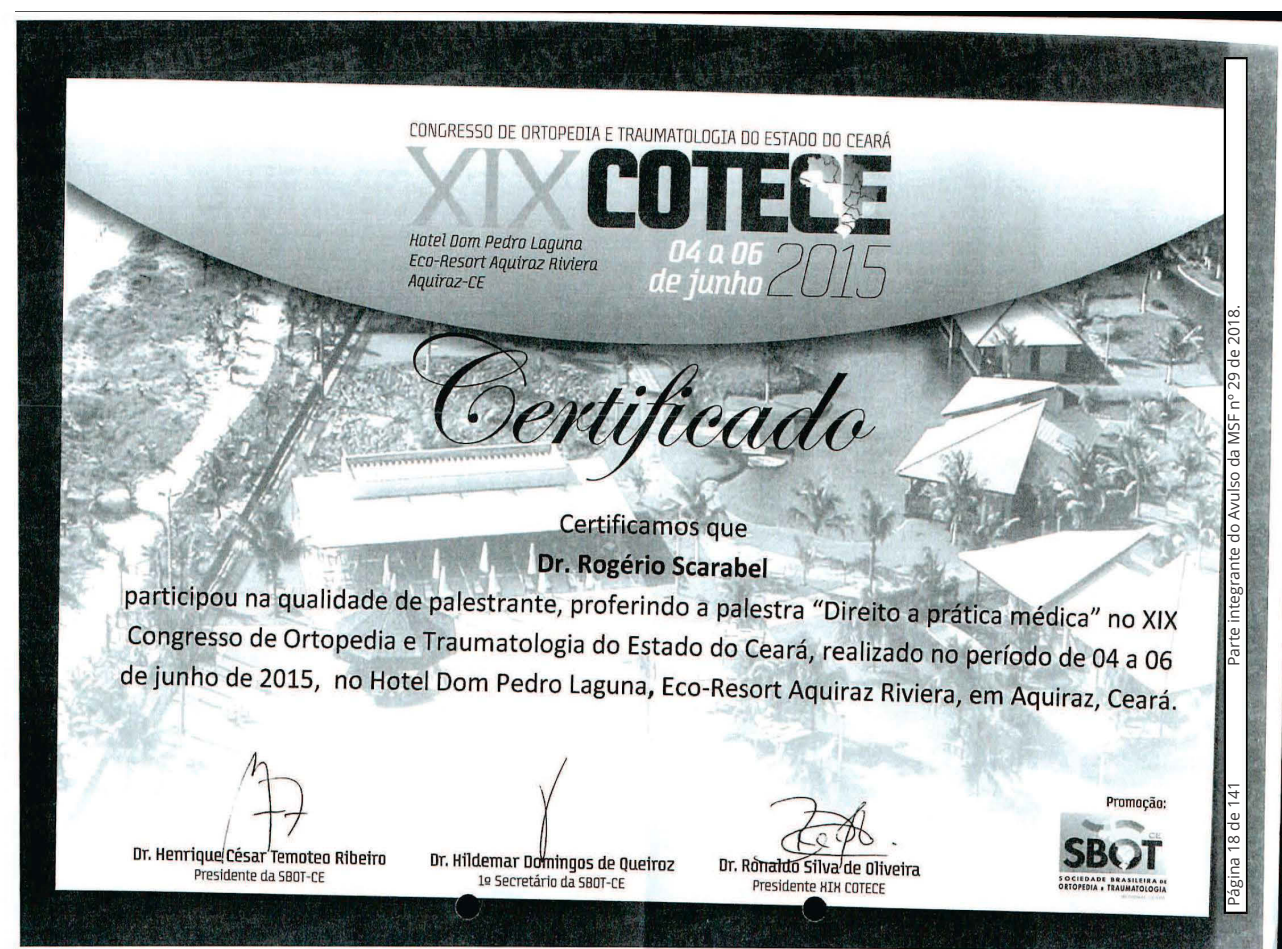 CONGRESSO DE ORTOPEDIA E TRAUMATOLOGIA DO ESTADO DO CEARÁ
XIX COTECE
Hotel Dom Pedro Laguna
Eco-Resort Aquiraz Riviera
Aquiraz-CE
04 a 06
de junho 2015
Certificado
Certificamos que
Dr. Rogério Scarabel
participou na qualidade de palestrante, proferindo a palestra “Direito a prática médica” no XIX
Congresso de Ortopedia e Traumatologia do Estado do Ceará, realizado no período de 04 a 06
de junho de 2015, no Hotel Dom Pedro Laguna, Eco-Resort Aquiraz Riviera, em Aquiraz, Ceará.
Dr. Henrique César Temoteo Ribeiro
Presidente da SBOT-CE
Dr. Hildemar Domingos de Queiroz
1º Secretário da SBOT-CE
Dr. Ronaldo Silva de Oliveira
Presidente XIX COTECE
Promoção:
CE
SBOT
SOCIEDADE BRASILEIRA DE
ORTOPEDIA E TRAUMATOLOGIA
Página 18 de 141
Parte integrante do Avulso da MSF nº 29 de 2018.